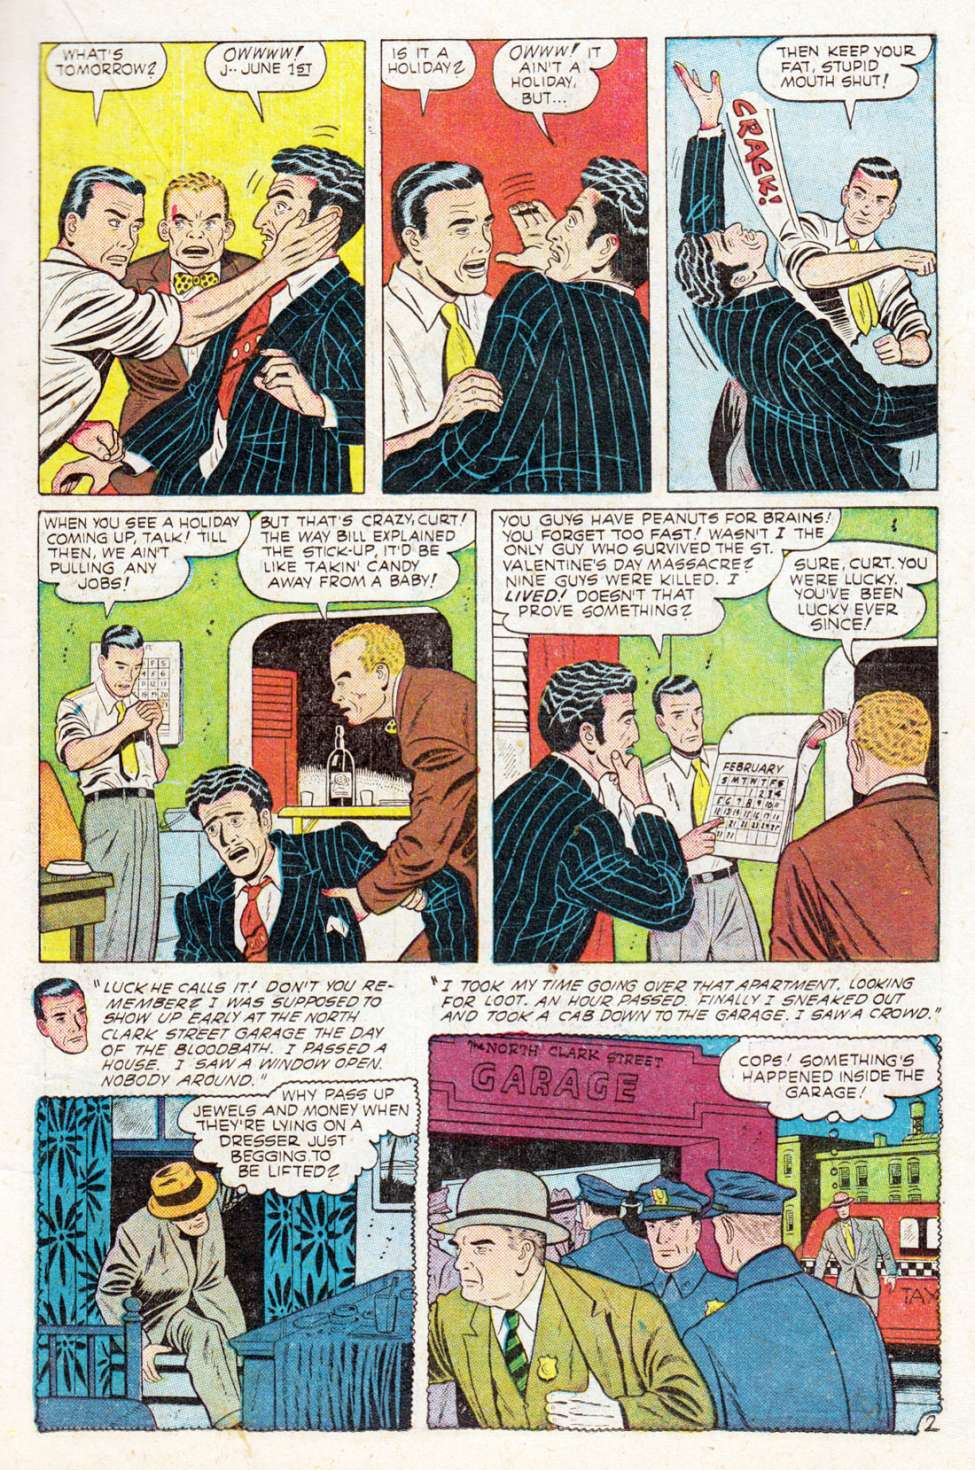 WHAT'S
TOMORROW?
OWWWW!
J-- JUNE 1ST
IS IT A
HOLIDAY?
OWWW! IT
AIN'T A
HOLIDAY,
BUT...
THEN KEEP YOUR
FAT, STUPID
MOUTH SHUT!
CRACK!
WHEN YOU SEE A HOLIDAY
COMING UP, TALK! TILL
THEN, WE AIN'T
PULLING ANY
JOBS!
BUT THAT'S CRAZY, CURT!
THE WAY BILL EXPLAINED
THE STICK-UP, IT'D BE
LIKE TAKIN' CANDY
AWAY FROM A BABY!
YOU GUYS HAVE PEANUTS FOR BRAINS!
YOU FORGET TOO FAST! WASN'T I THE
ONLY GUY WHO SURVIVED THE ST.
VALENTINE'S DAY MASSACRE?
NINE GUYS WERE KILLED. I
LIVED! DOESN'T THAT
PROVE SOMETHING?
SURE, CURT. YOU
WERE LUCKY.
YOU'VE BEEN
LUCKY EVER
SINCE!
FEBRUARY
S M T W T F S
"LUCK HE CALLS IT! DON'T YOU RE-
MEMBER? I WAS SUPPOSED TO
SHOW UP EARLY AT THE NORTH
CLARK STREET GARAGE THE DAY
OF THE BLOODBATH. I PASSED A
HOUSE. I SAW A WINDOW OPEN.
NOBODY AROUND."
WHY PASS UP
JEWELS AND MONEY WHEN
THEY'RE LYING ON A
DRESSER JUST
BEGGING TO
BE LIFTED?
"I TOOK MY TIME GOING OVER THAT APARTMENT. LOOKING
FOR LOOT. AN HOUR PASSED. FINALLY I SNEAKED OUT
AND TOOK A CAB DOWN TO THE GARAGE. I SAW A CROWD."
The NORTH CLARK STREET
GARAGE
COPS! SOMETHING'S
HAPPENED INSIDE THE
GARAGE!
TAX
2